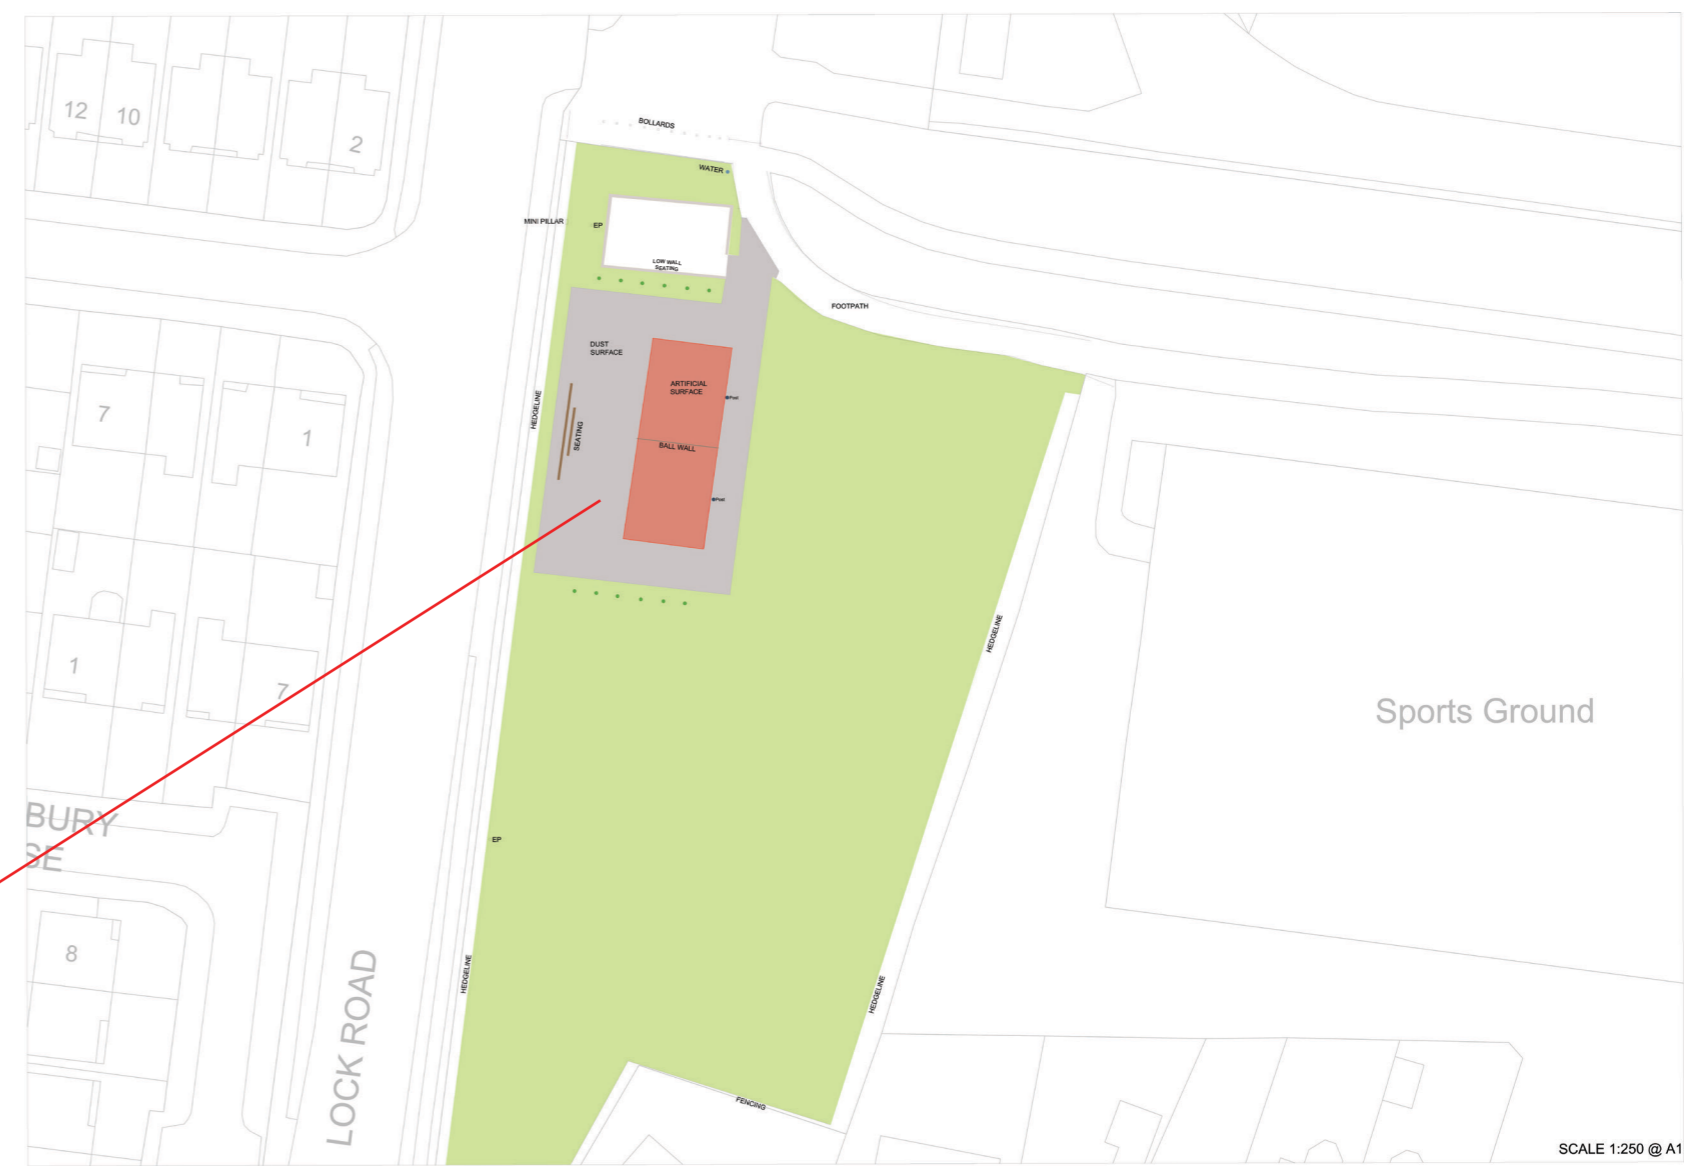 12
10
2
BOLLARDS
WATER
MINI PILLAR
EP
LOW WALL
SEATING
FOOTPATH
DUST
SURFACE
ARTIFICIAL
SURFACE
Post
HEDGELINE
SEATING
BALL WALL
Post
7
1
1
7
HEDGELINE
Sports Ground
BURY
SE
EP
8
HEDGELINE
HEDGELINE
LOCK ROAD
FENCING
SCALE 1:250 @ A1